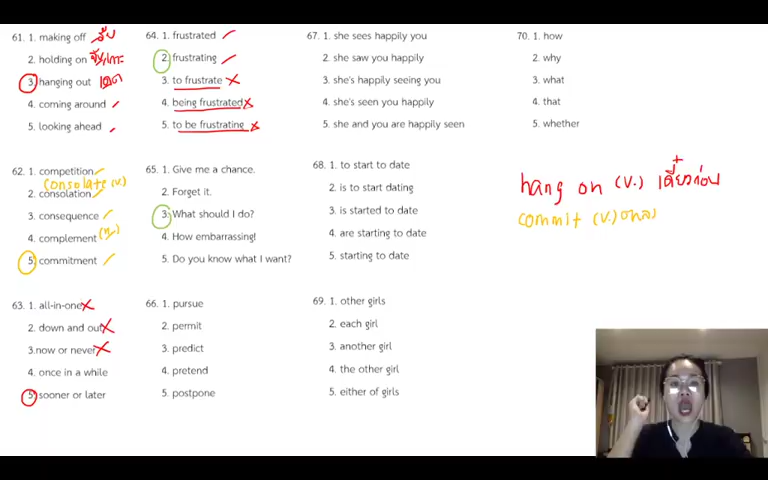 61. 1. making off
2. holding on
3. hanging out
4. coming around
5. looking ahead
62. 1. competition
consolate (v.)
2. consolation
3. consequence
4. complement (n.)
5. commitment
63. 1. all-in-one
2. down and out
3.now or never
4. once in a while
5. sooner or later
64. 1. frustrated
2. frustrating
3. to frustrate
4. being frustrated
5. to be frustrating
65. 1. Give me a chance.
2. Forget it.
3. What should I do?
4. How embarrassing!
5. Do you know what I want?
66. 1. pursue
2. permit
3. predict
4. pretend
5. postpone
67. 1. she sees happily you
2. she saw you happily
3. she's happily seeing you
4. she's seen you happily
5. she and you are happily seen
68. 1. to start to date
2. is to start dating
3. is started to date
4. are starting to date
5. starting to date
69. 1. other girls
2. each girl
3. another girl
4. the other girl
5. either of girls
70. 1. how
2. why
3. what
4. that
5. whether
hang on (v.) เดี๋ยวก่อน
commit (v.)